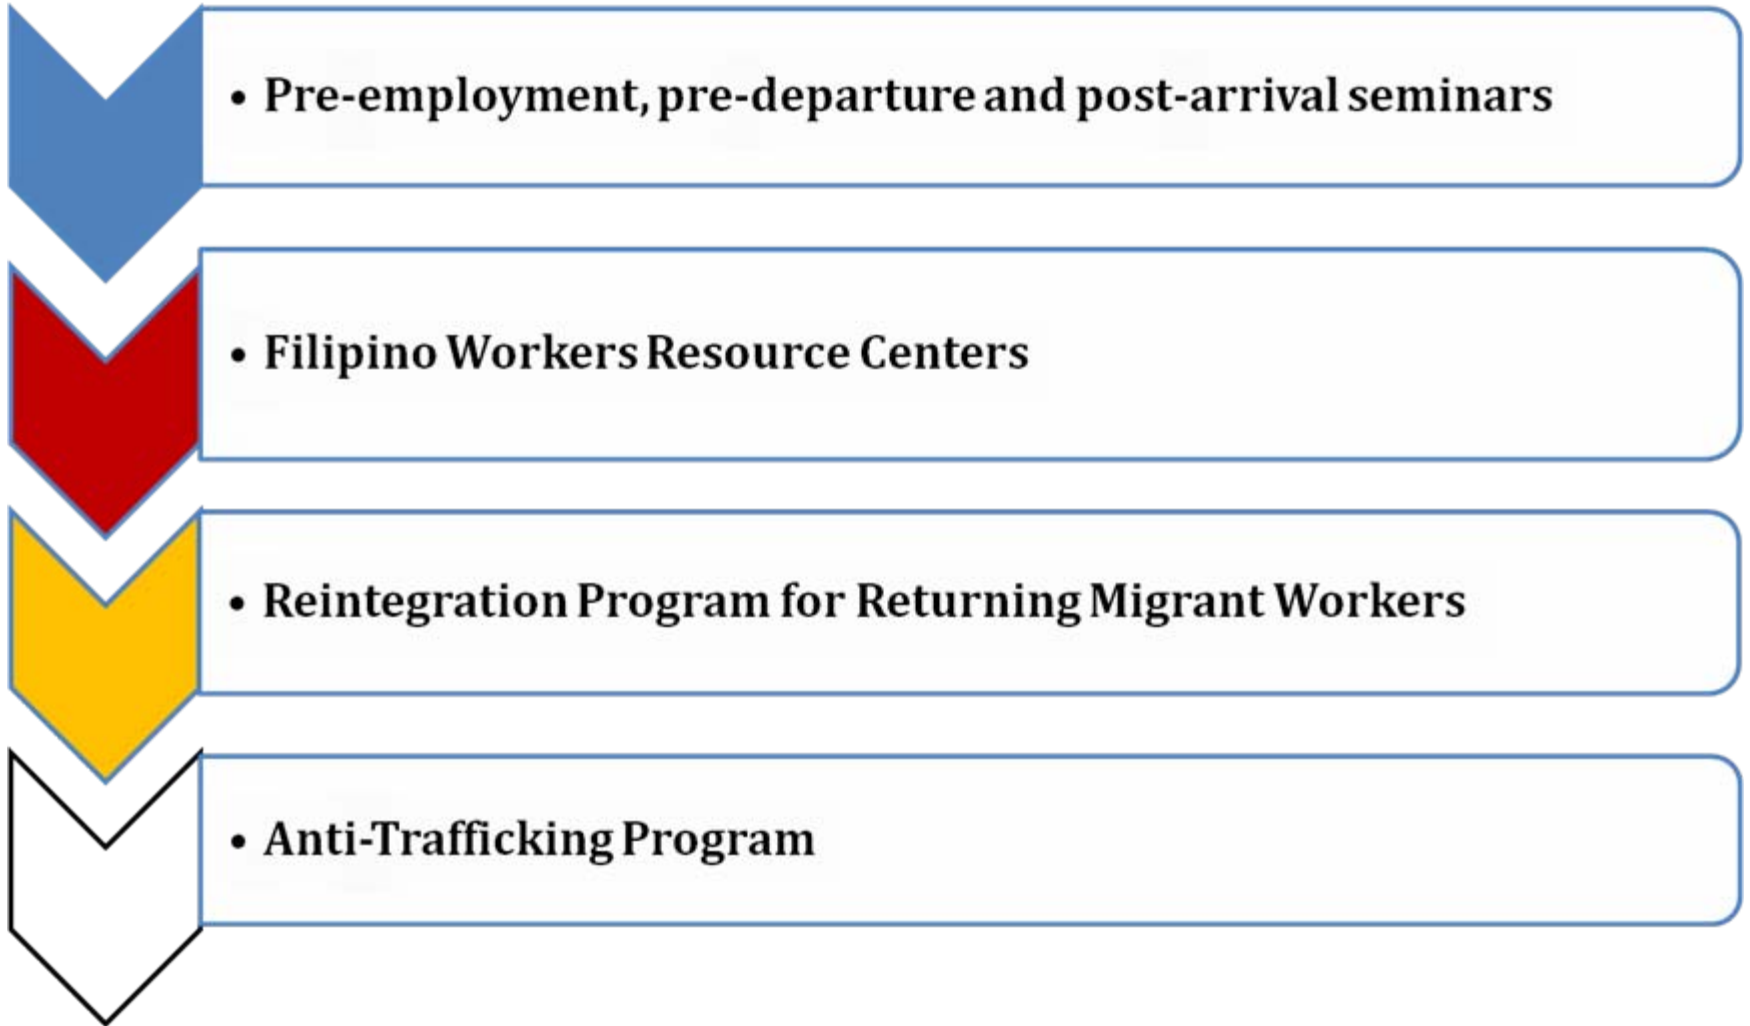 • Pre-employment, pre-departure and post-arrival seminars
• Filipino Workers Resource Centers
• Reintegration Program for Returning Migrant Workers
• Anti-Trafficking Program